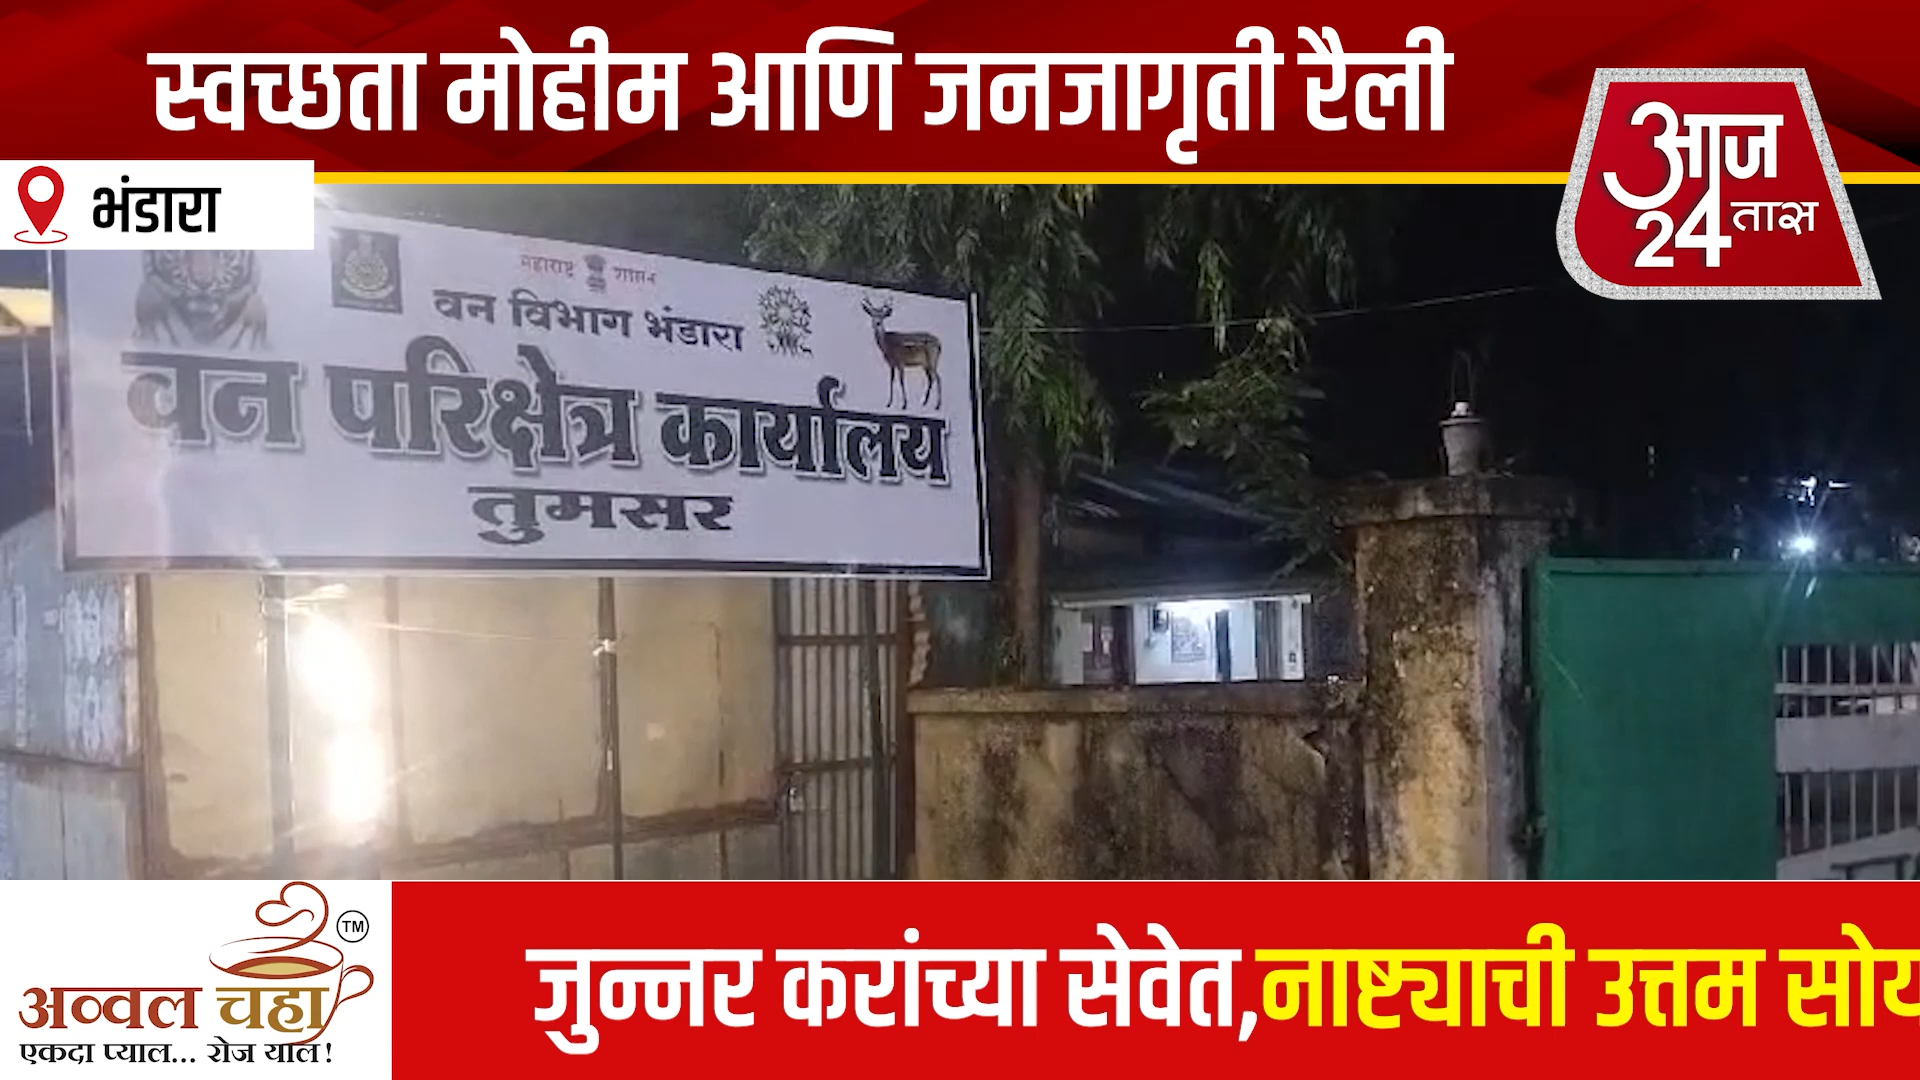 स्वच्छता मोहीम आणि जनजागृती रैली
आज
24 तास
भंडारा
महाराष्ट्र शासन
वन विभाग भंडारा
वन परिक्षेत्र कार्यालय
तुमसर
TM
अव्वल चहा
एकदा प्याल... रोज याल!
जुन्नर करांच्या सेवेत,नाष्ट्याची उत्तम सोय